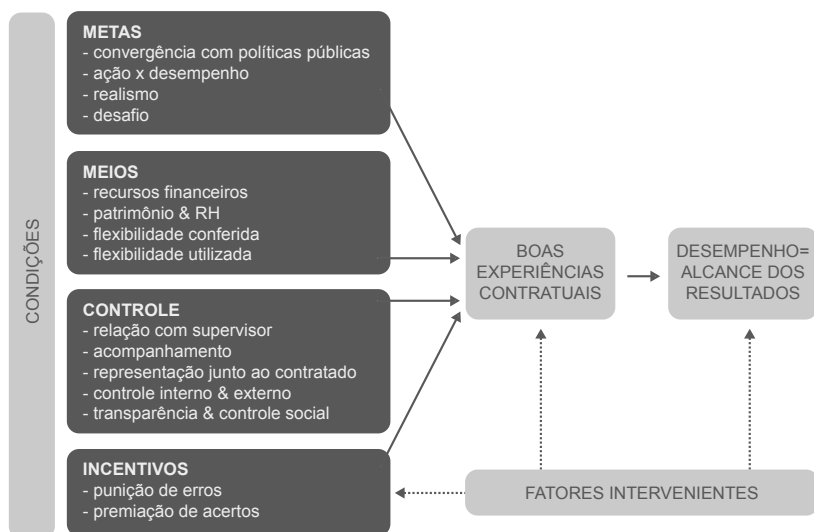 CONDIÇÕES
METAS
- convergência com políticas públicas
- ação x desempenho
- realismo
- desafio
MEIOS
- recursos financeiros
- patrimônio & RH
- flexibilidade conferida
- flexibilidade utilizada
CONTROLE
- relação com supervisor
- acompanhamento
- representação junto ao contratado
- controle interno & externo
- transparência & controle social
INCENTIVOS
- punição de erros
- premiação de acertos
BOAS
EXPERIÊNCIAS
CONTRATUAIS
DESEMPENHO=
ALCANCE DOS
RESULTADOS
FATORES INTERVENIENTES